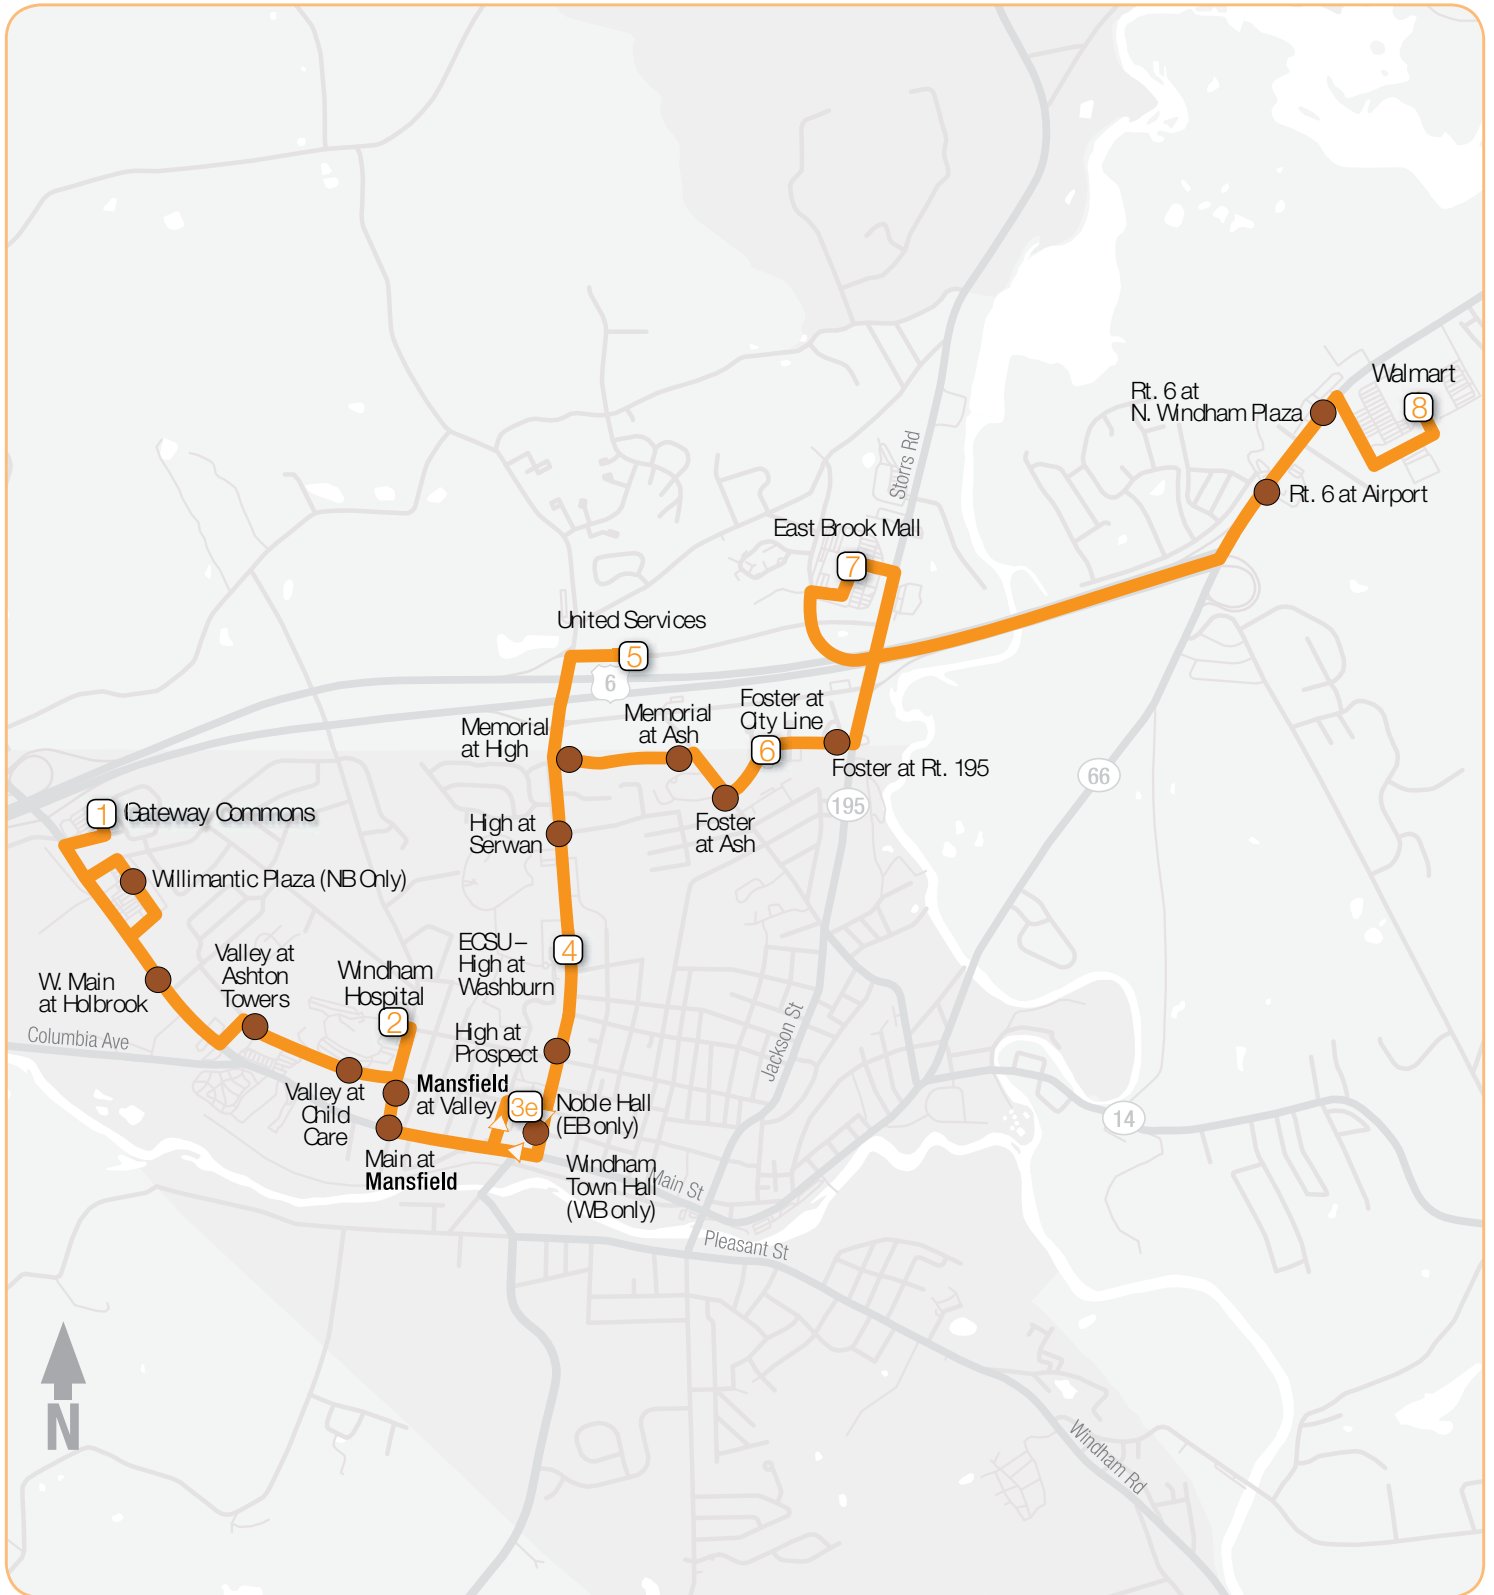 Walmart
8
Rt. 6 at
N. Windham Plaza
Rt. 6 at Airport
Storrs Rd
East Brook Mall
7
United Services
5
6
Foster at
City Line
6
Memorial
at Ash
Memorial
at High
Foster at Rt. 195
66
195
1
Gateway Commons
High at
Serwan
Foster
at Ash
Willimantic Plaza (NB Only)
ECSU –
High at
Washburn
4
Valley at
Ashton
Towers
Windham
Hospital
2
W. Main
at Holbrook
Columbia Ave
High at
Prospect
Jackson St
Mansfield
at Valley
3e
Noble Hall
(EB only)
Valley at
Child
Care
14
Main at
Mansfield
Windham
Town Hall
(WB only)
Main St
Pleasant St
N
Windham Rd